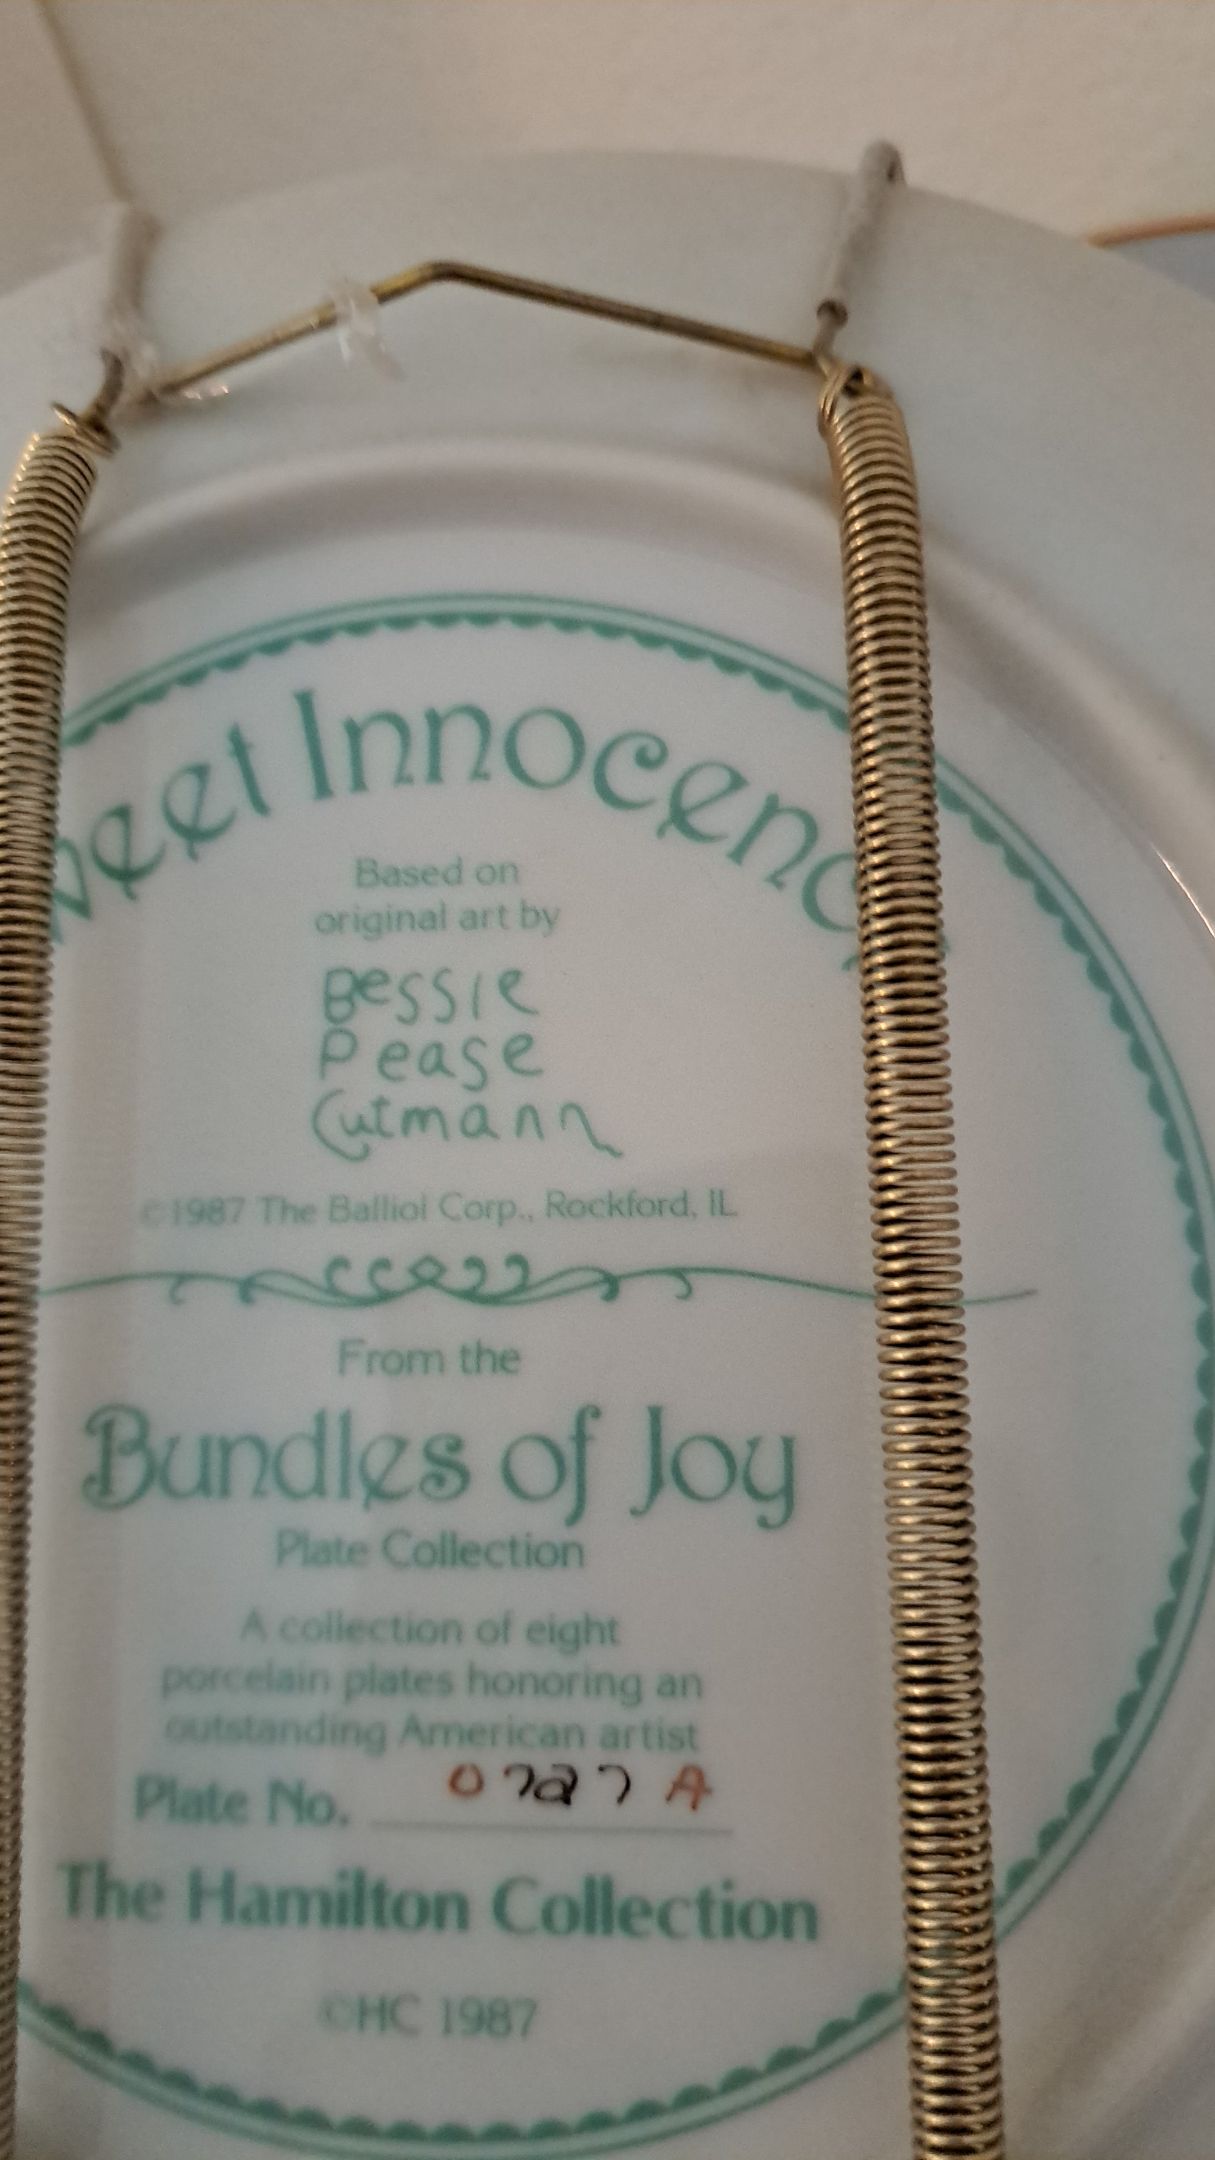 weet Innocence
Based on
original art by
Bessie
Pease
Gutmann
©1987 The Balliol Corp., Rockford, IL
From the
Bundles of Joy
Plate Collection
A collection of eight
porcelain plates honoring an
outstanding American artist
Plate No. 0727 A
The Hamilton Collection
©HC 1987